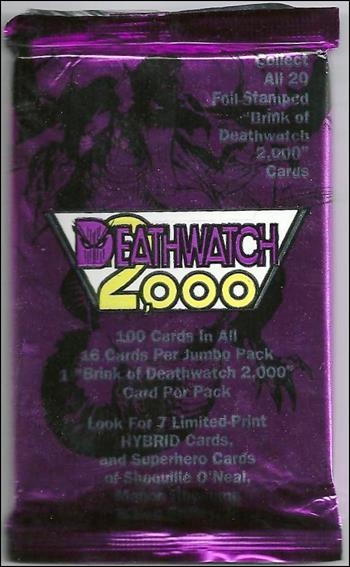 Collect
All 20
Foil-Stamped
"Brink of
Deathwatch
2,000"
Cards
DEATHWATCH
2,000
100 Cards In All
16 Cards Per Jumbo Pack
1 "Brink of Deathwatch 2,000"
Card Per Pack
Look For 7 Limited-Print
HYBRID Cards,
and Superhero Cards
of Shaquille O'Neal,